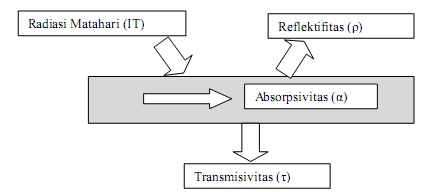 Radiasi Matahari (IT)
Reflektifitas (ρ)
Absorpsivitas (α)
Transmisivitas (τ)